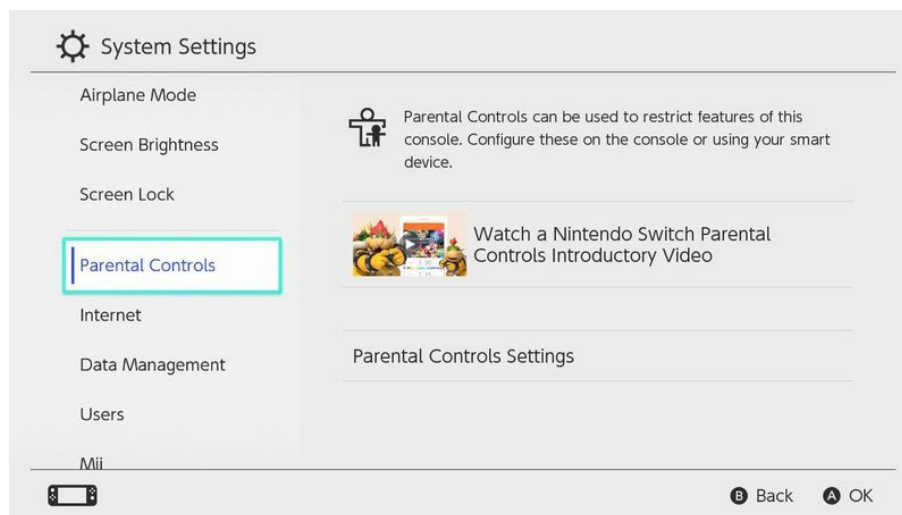 System Settings
Airplane Mode
Screen Brightness
Screen Lock
Parental Controls
Internet
Data Management
Users
Mii
Parental Controls can be used to restrict features of this
console. Configure these on the console or using your smart
device.
Watch a Nintendo Switch Parental
Controls Introductory Video
Parental Controls Settings
B Back
A OK